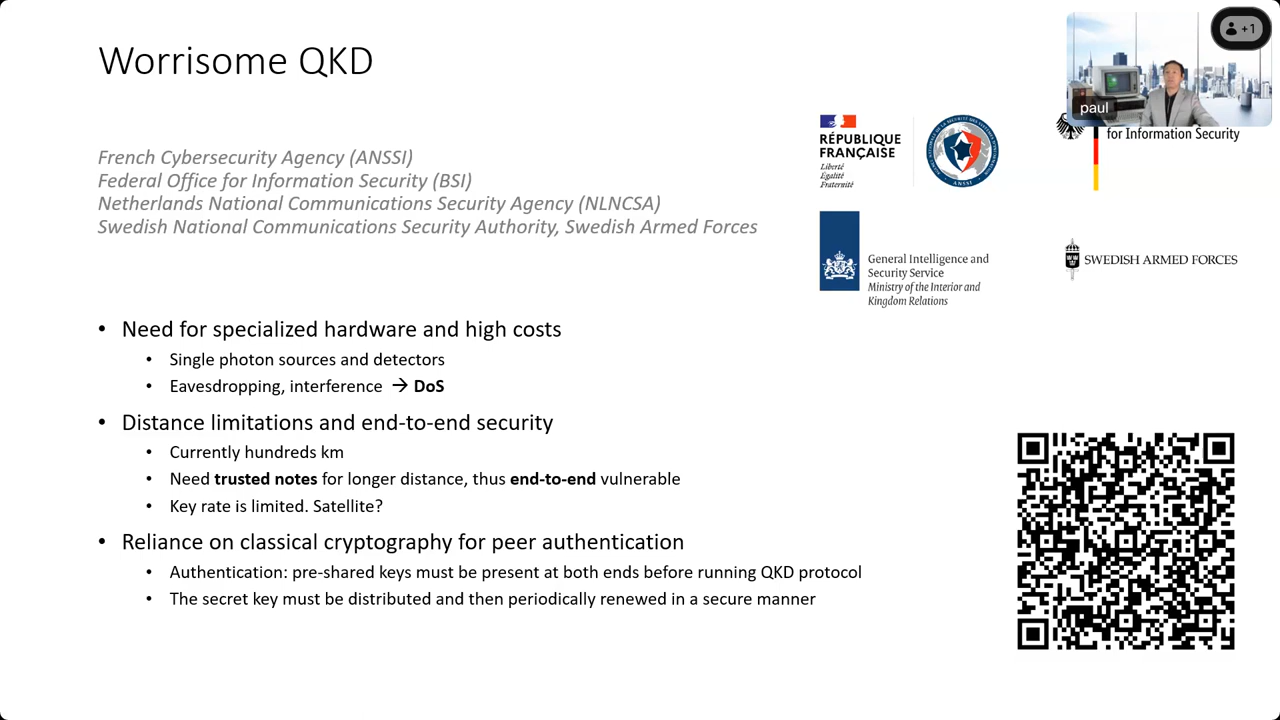 Worrisome QKD
+1
paul
French Cybersecurity Agency (ANSSI)
Federal Office for Information Security (BSI)
Netherlands National Communications Security Agency (NLNCSA)
Swedish National Communications Security Authority, Swedish Armed Forces
RÉPUBLIQUE
FRANÇAISE
Liberté
Égalité
Fraternité
ANSSI
for Information Security
General Intelligence and
Security Service
Ministry of the Interior and
Kingdom Relations
SWEDISH ARMED FORCES
• Need for specialized hardware and high costs
• Single photon sources and detectors
• Eavesdropping, interference → DoS
• Distance limitations and end-to-end security
• Currently hundreds km
• Need trusted notes for longer distance, thus end-to-end vulnerable
• Key rate is limited. Satellite?
• Reliance on classical cryptography for peer authentication
• Authentication: pre-shared keys must be present at both ends before running QKD protocol
• The secret key must be distributed and then periodically renewed in a secure manner